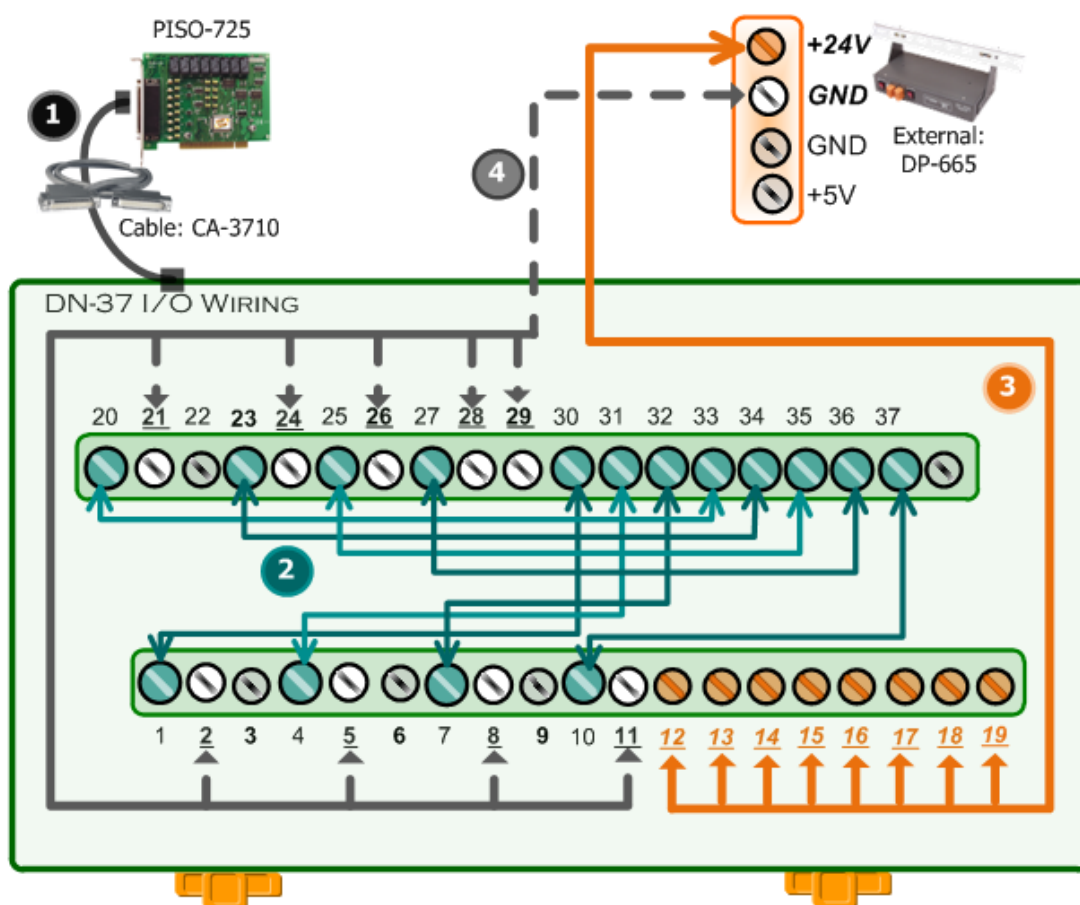 PISO-725
1
Cable: CA-3710
4
+24V
GND
GND
+5V
External:
DP-665
DN-37 I/O WIRING
3
20 21 22 23 24 25 26 27 28 29 30 31 32 33 34 35 36 37
2
1 2 3 4 5 6 7 8 9 10 11 12 13 14 15 16 17 18 19